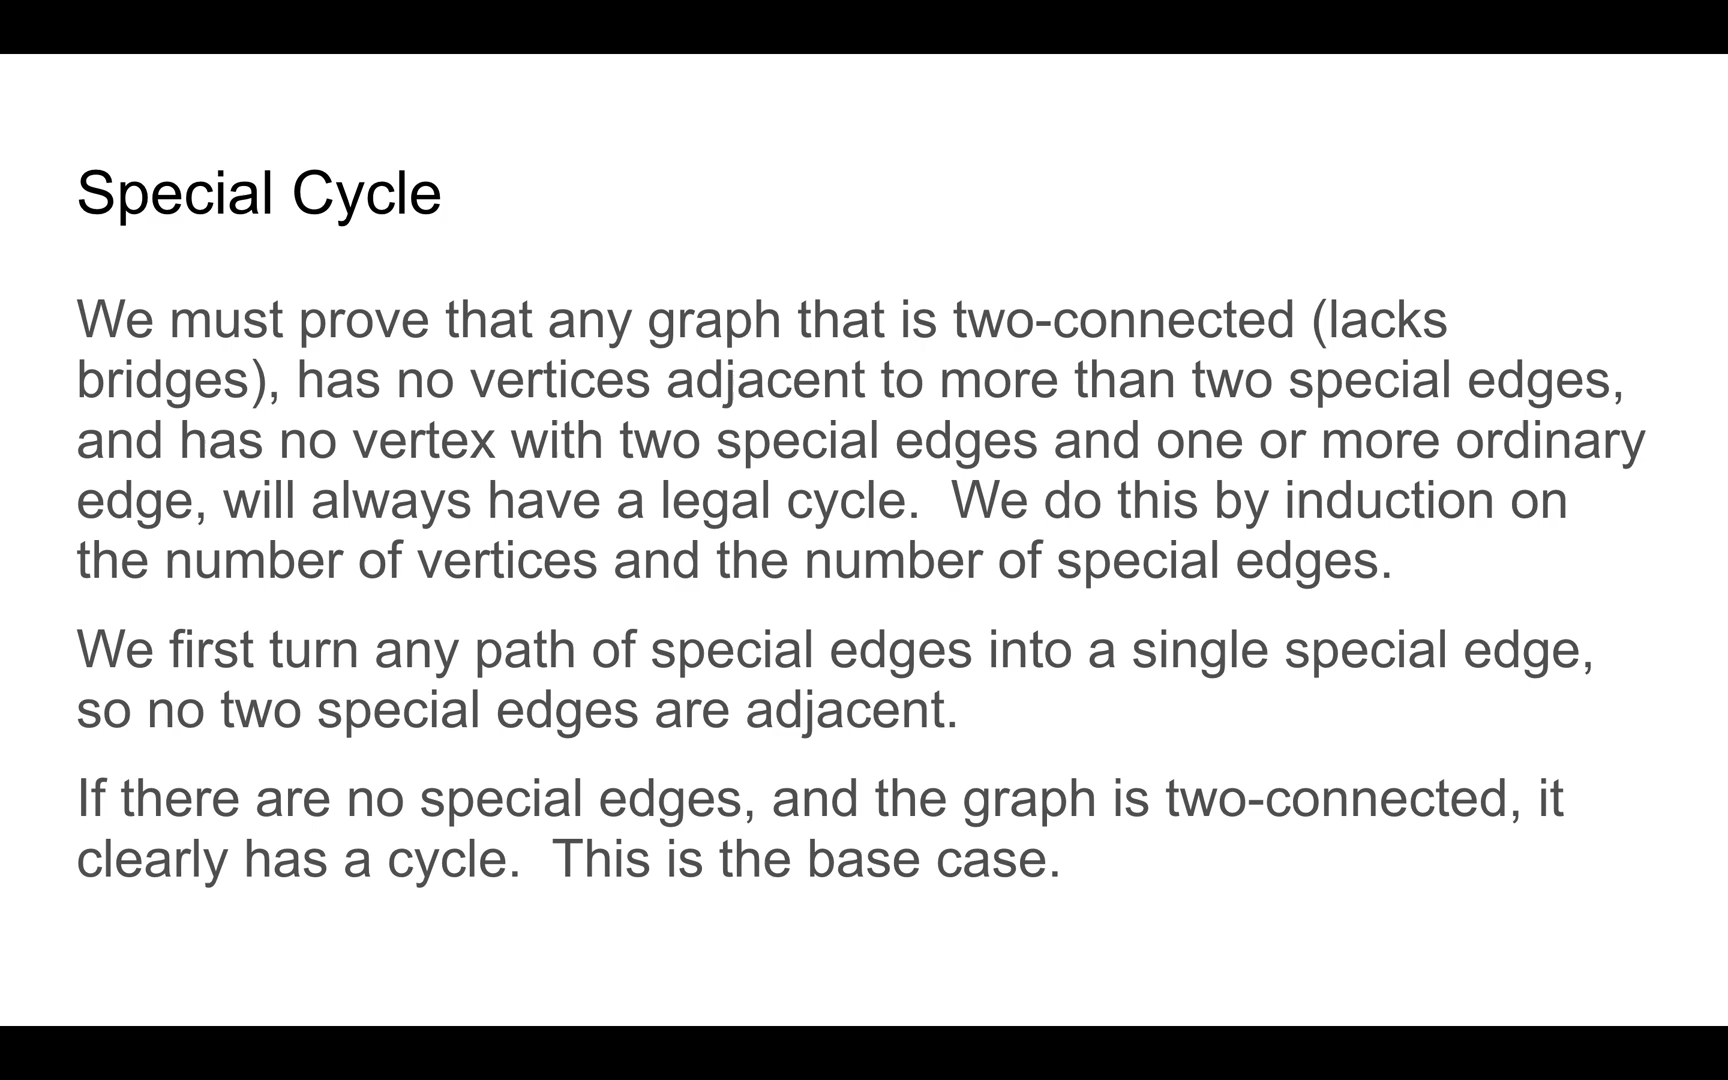 Special Cycle
We must prove that any graph that is two-connected (lacks
bridges), has no vertices adjacent to more than two special edges,
and has no vertex with two special edges and one or more ordinary
edge, will always have a legal cycle.  We do this by induction on
the number of vertices and the number of special edges.
We first turn any path of special edges into a single special edge,
so no two special edges are adjacent.
If there are no special edges, and the graph is two-connected, it
clearly has a cycle.  This is the base case.